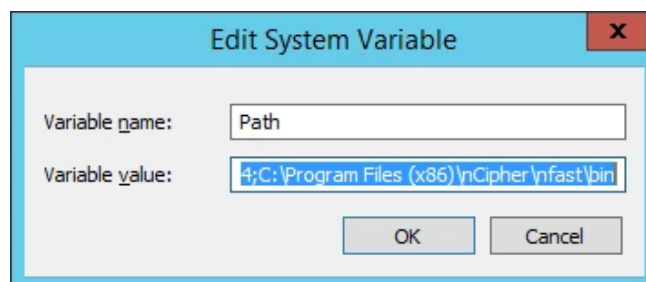 Edit System Variable
x
Variable name:
Path
Variable value:
4;C:\Program Files (x86)\nCipher\nfast\bin
OK
Cancel